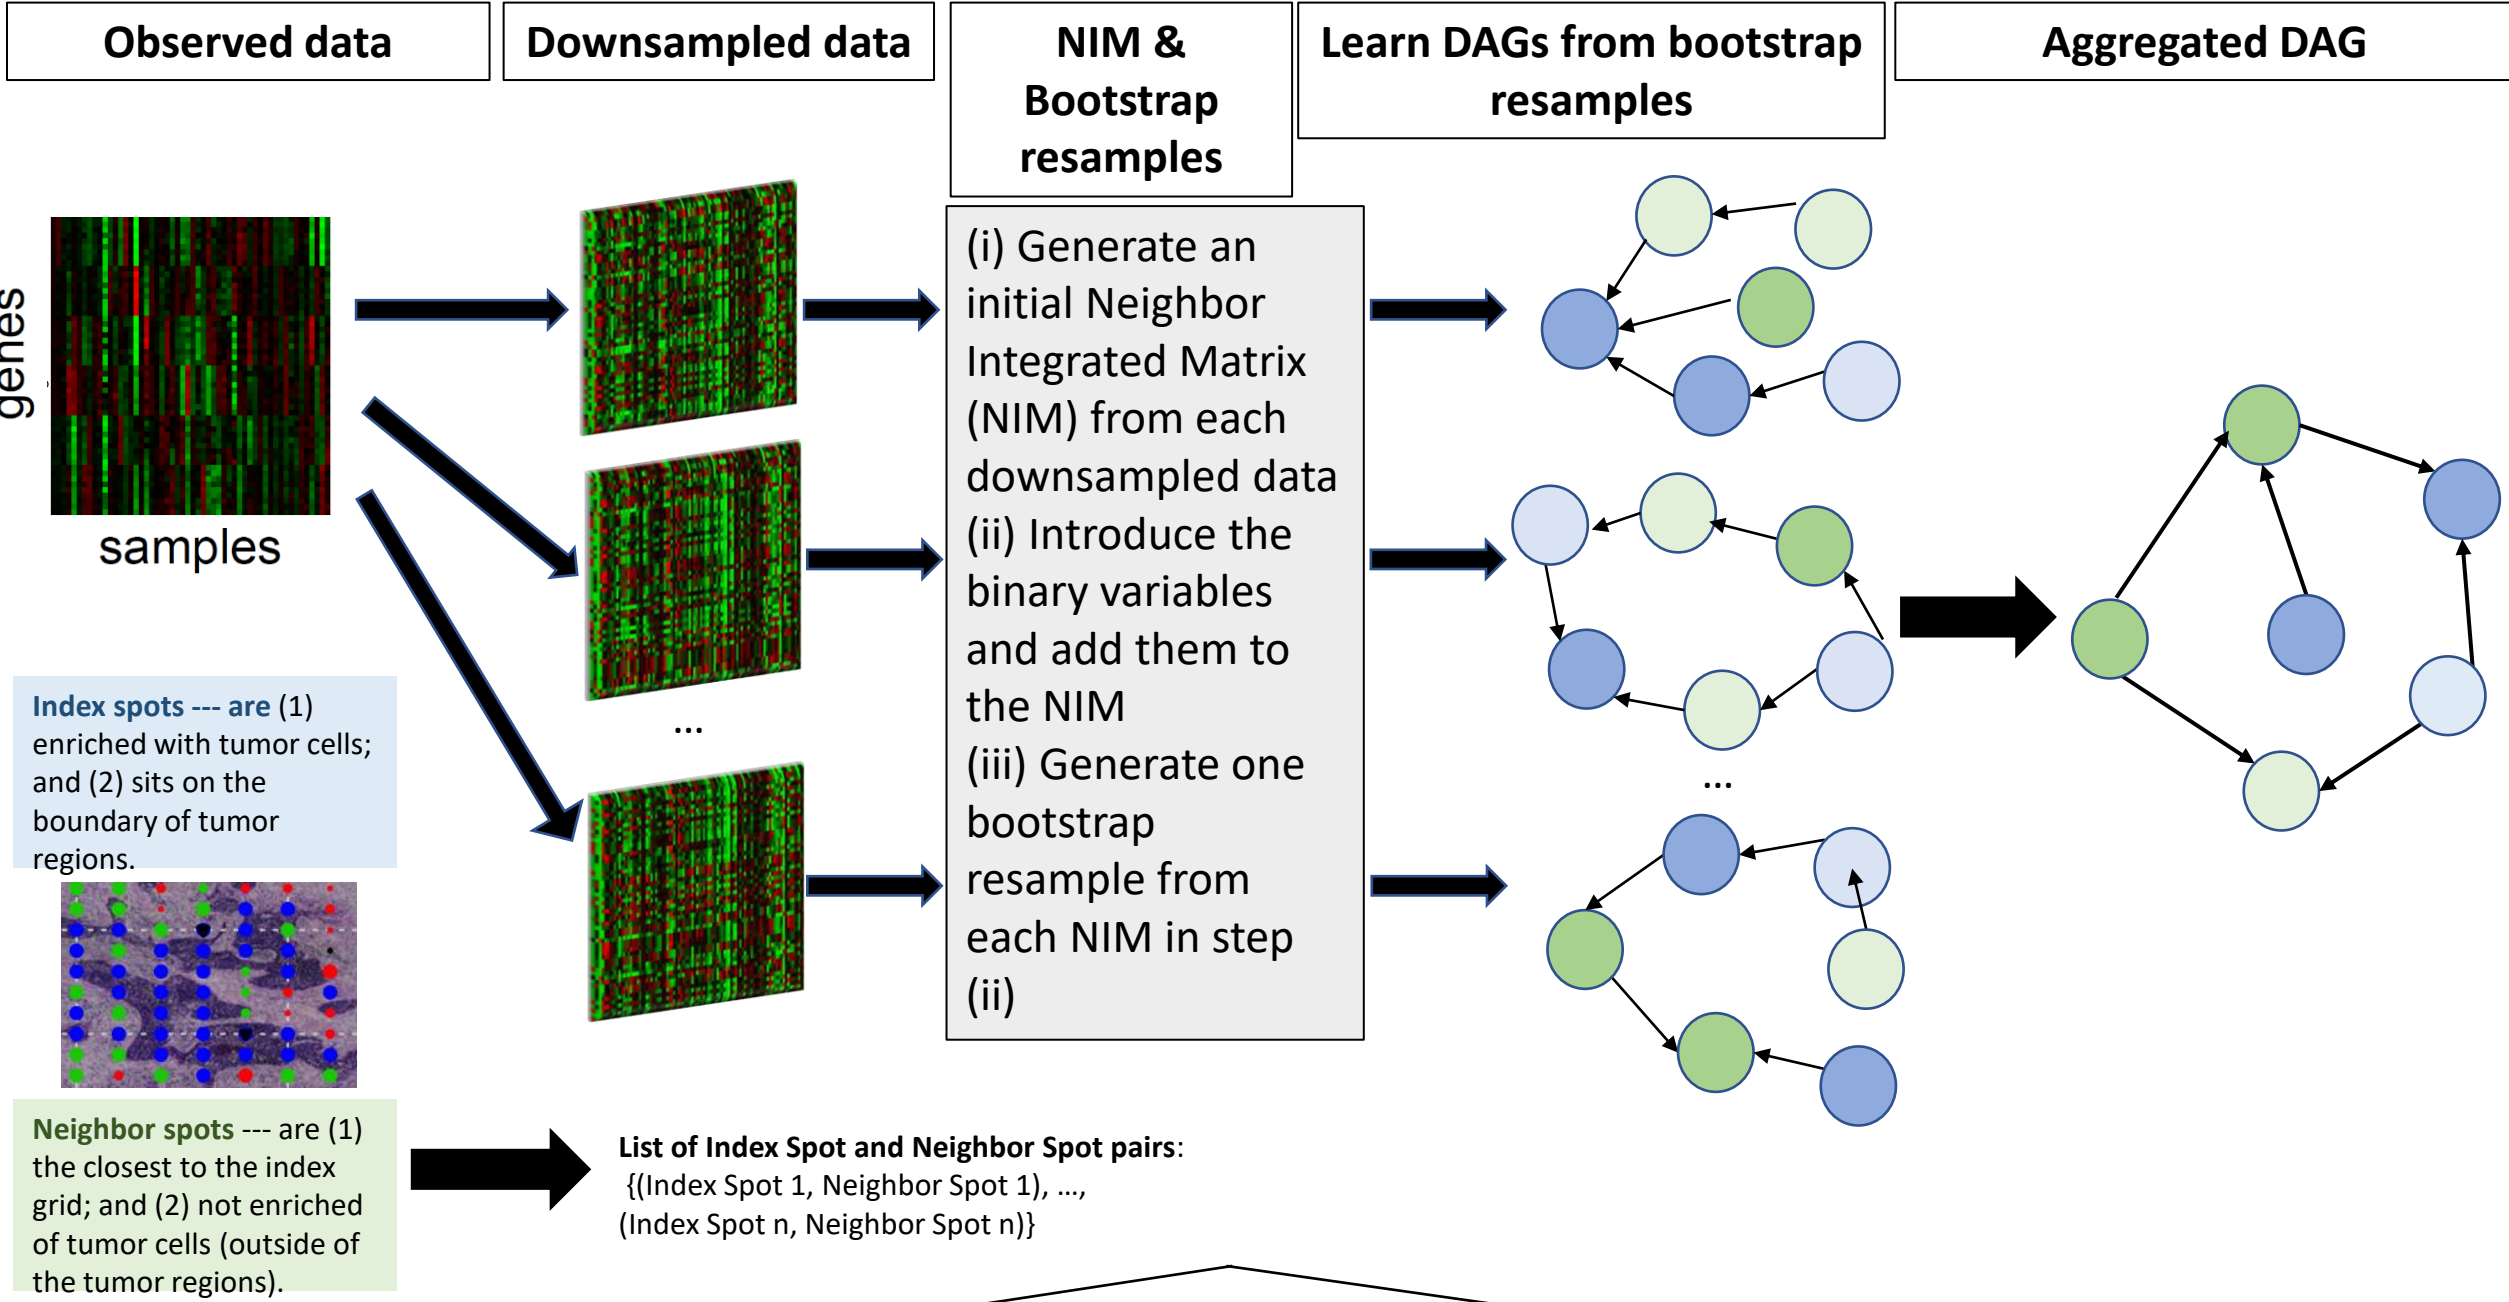 Observed data
Downsampled data
NIM &
Bootstrap
resamples
Learn DAGs from bootstrap
resamples
Aggregated DAG
genes
samples
(i) Generate an
initial Neighbor
Integrated Matrix
(NIM) from each
downsampled data
(ii) Introduce the
binary variables
and add them to
the NIM
(iii) Generate one
bootstrap
resample from
each NIM in step
(ii)
...
...
Index spots --- are (1)
enriched with tumor cells;
and (2) sits on the
boundary of tumor
regions.
Neighbor spots --- are (1)
the closest to the index
grid; and (2) not enriched
of tumor cells (outside of
the tumor regions).
List of Index Spot and Neighbor Spot pairs:
{(Index Spot 1, Neighbor Spot 1), ...,
(Index Spot n, Neighbor Spot n)}